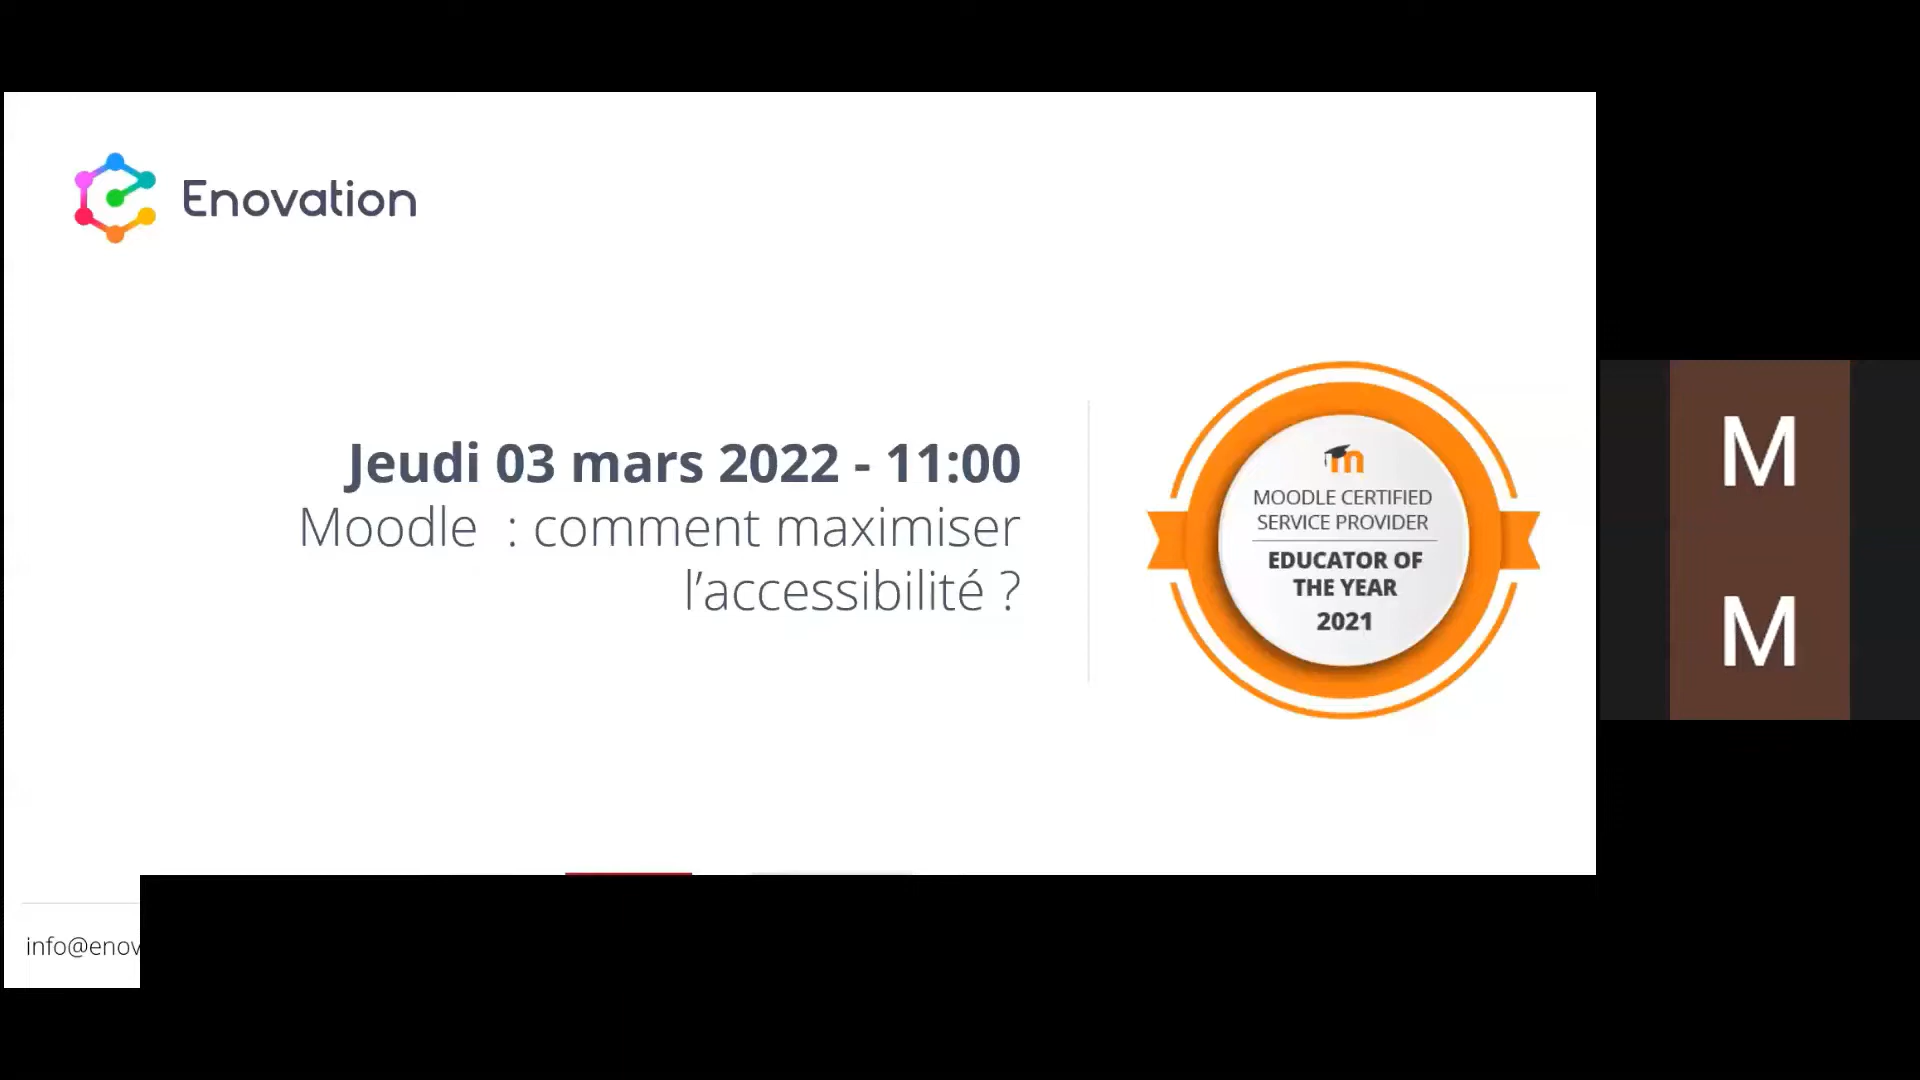 Enovation
Jeudi 03 mars 2022 - 11:00
Moodle : comment maximiser
l’accessibilité ?
m
MOODLE CERTIFIED
SERVICE PROVIDER
EDUCATOR OF
THE YEAR
2021
M
M
info@enov